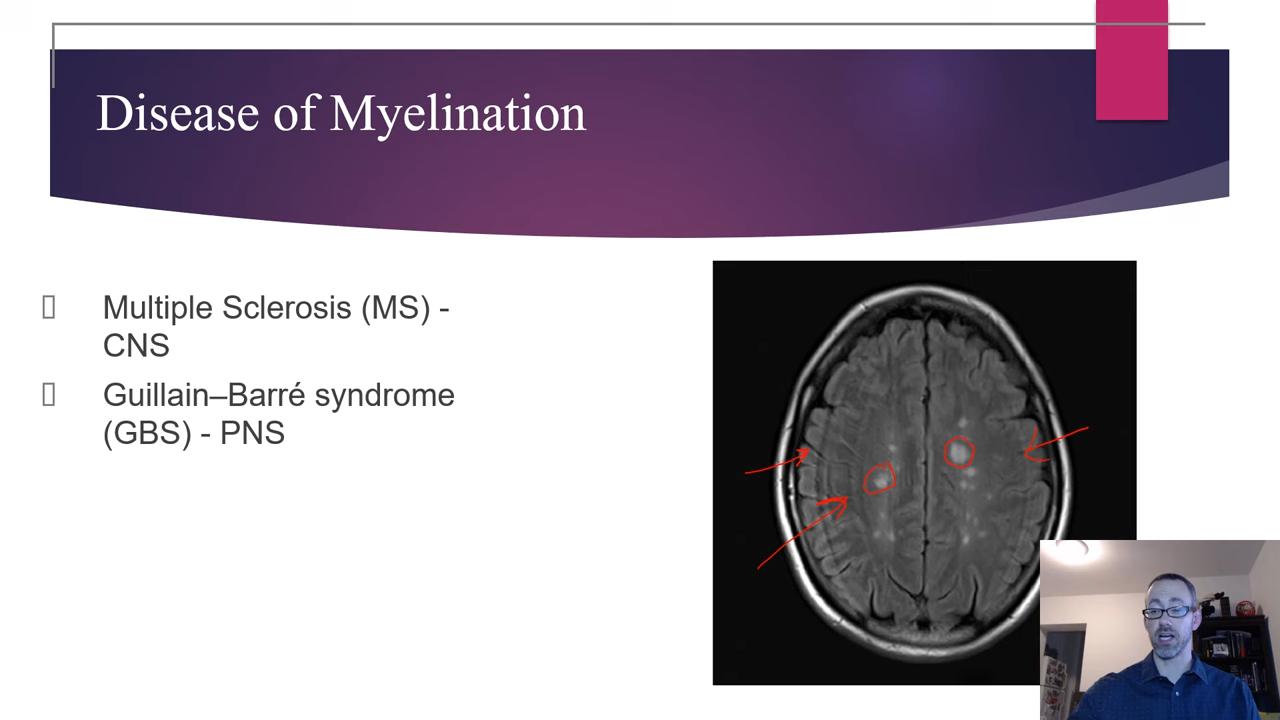 Disease of Myelination
Multiple Sclerosis (MS) -
CNS
Guillain–Barré syndrome
(GBS) - PNS